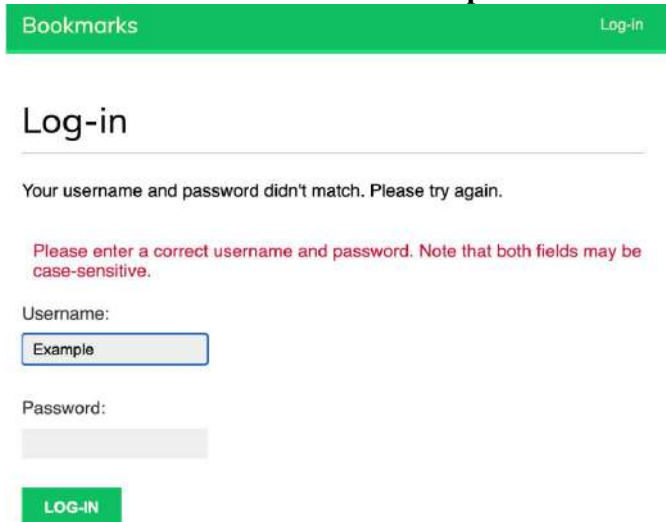 Bookmarks
Log-in
Log-in
Your username and password didn't match. Please try again.
Please enter a correct username and password. Note that both fields may be
case-sensitive.
Username:
Example
Password:
LOG-IN